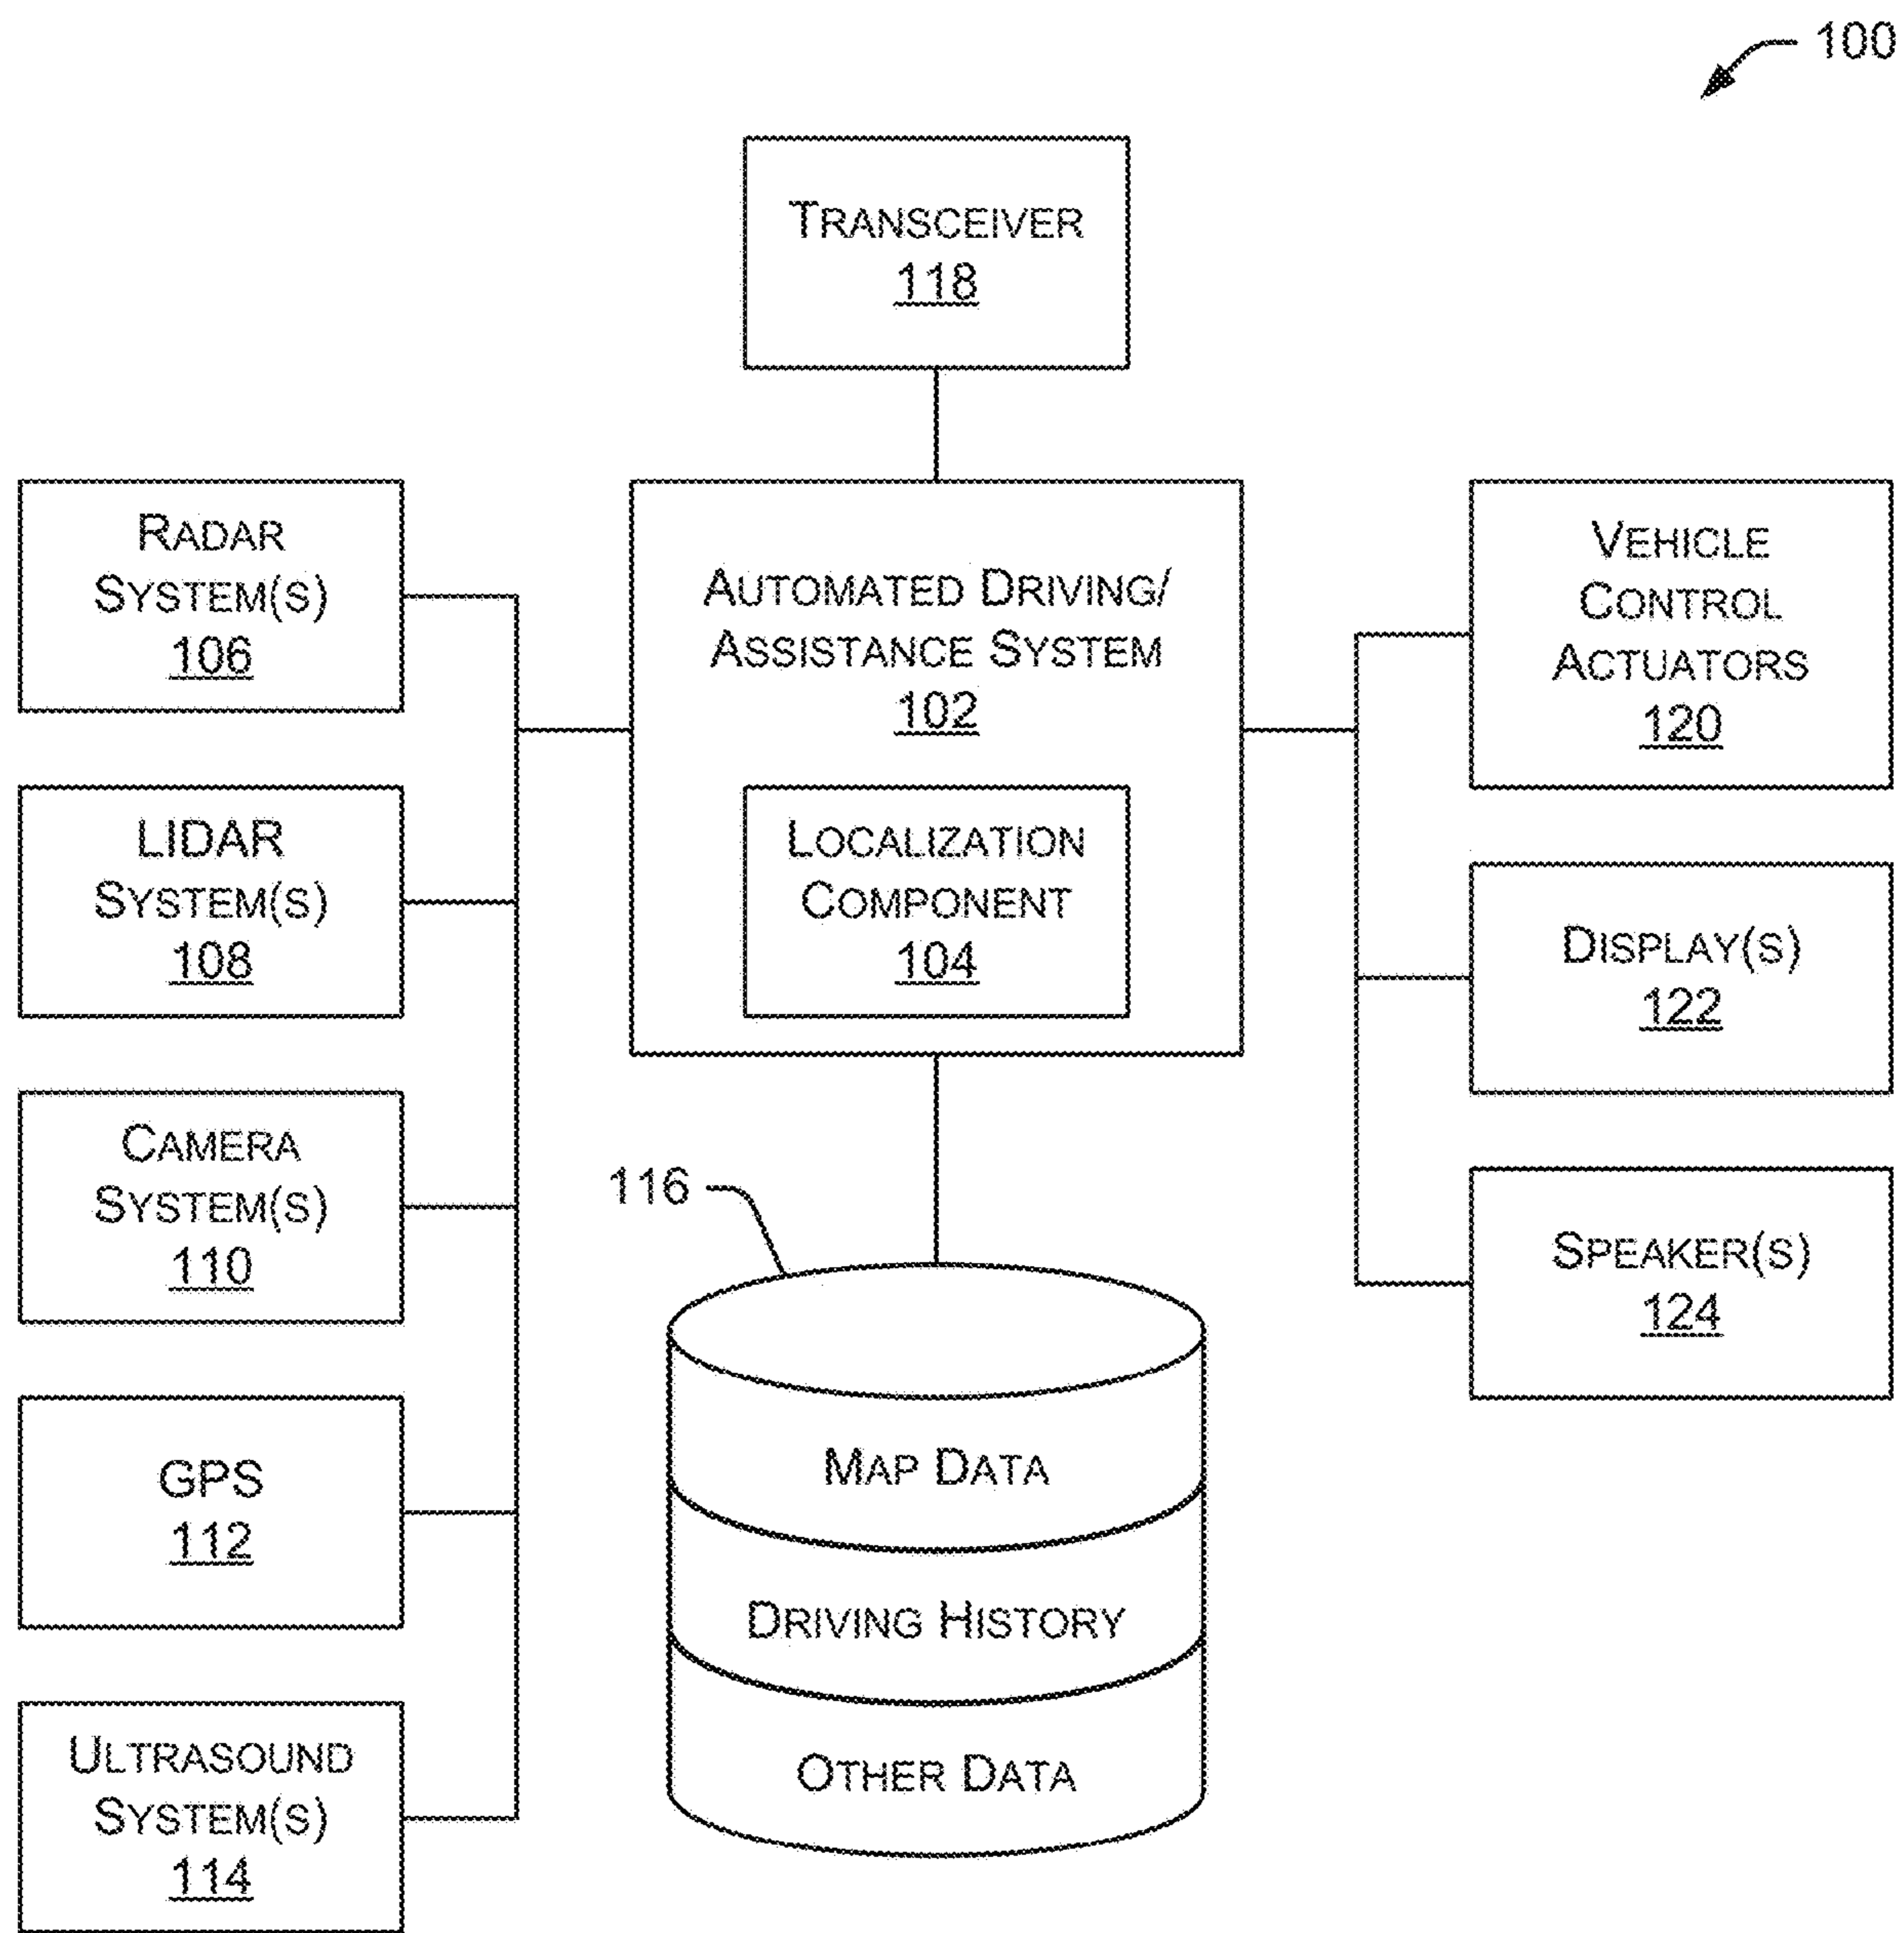 100
TRANSCEIVER
118
RADAR
SYSTEM(S)
106
LIDAR
SYSTEM(S)
108
CAMERA
SYSTEM(S)
110
GPS
112
ULTRASOUND
SYSTEM(S)
114
AUTOMATED DRIVING/
ASSISTANCE SYSTEM
102
LOCALIZATION
COMPONENT
104
116
MAP DATA
DRIVING HISTORY
OTHER DATA
VEHICLE
CONTROL
ACTUATORS
120
DISPLAY(S)
122
SPEAKER(S)
124